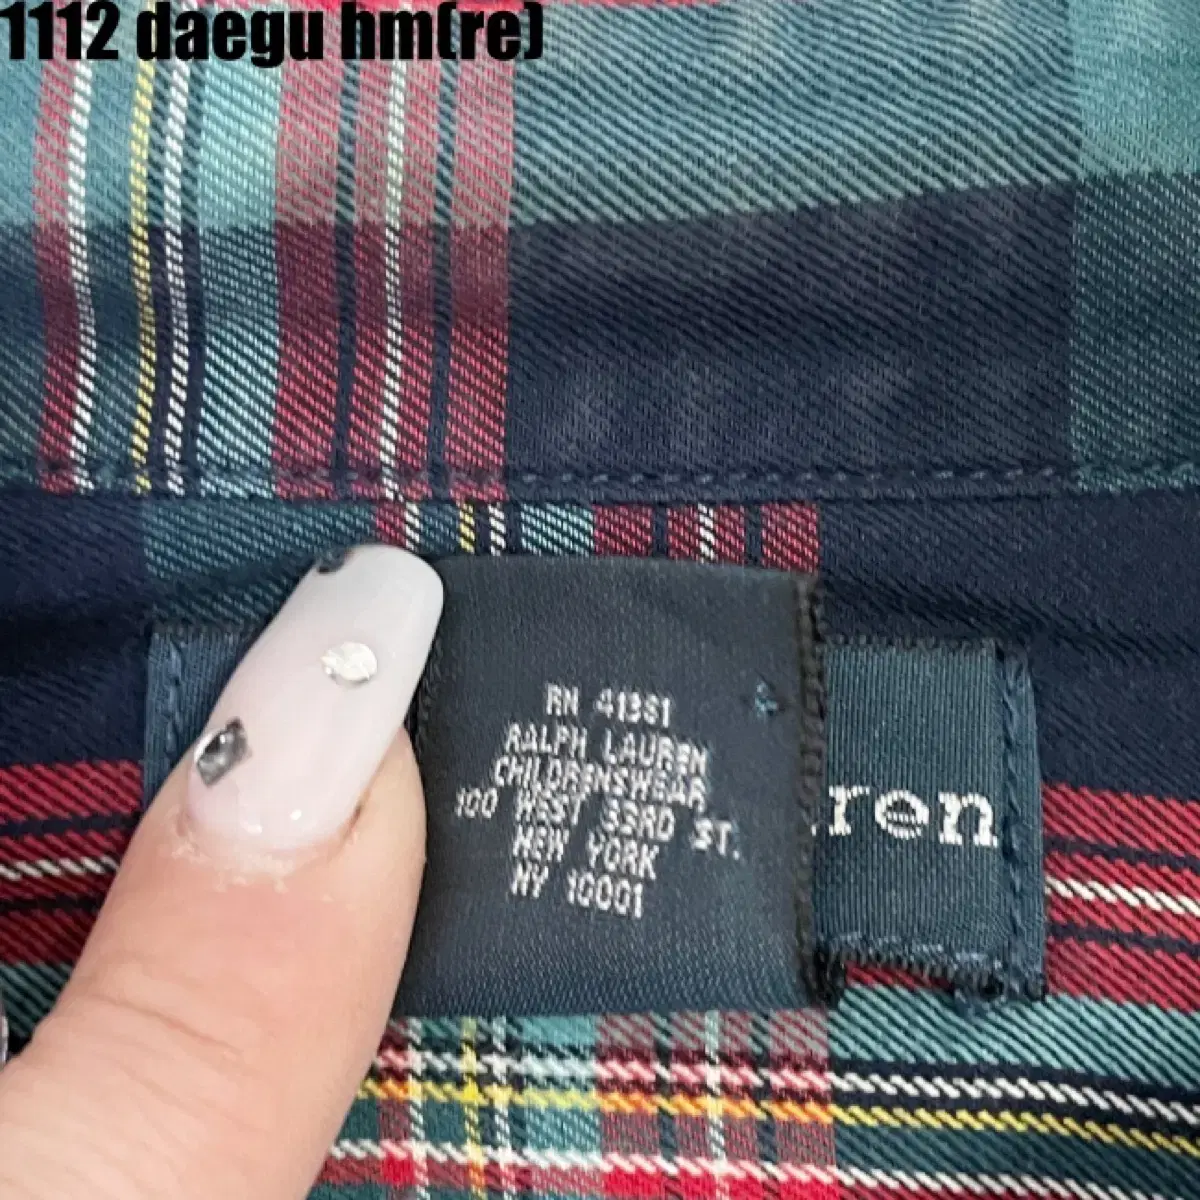 1112 daegu hm(re)
RN 41381
RALPH LAUREN
CHILDRENSWEAR
100 WEST 33RD ST.
NEW YORK
NY 10001
ren